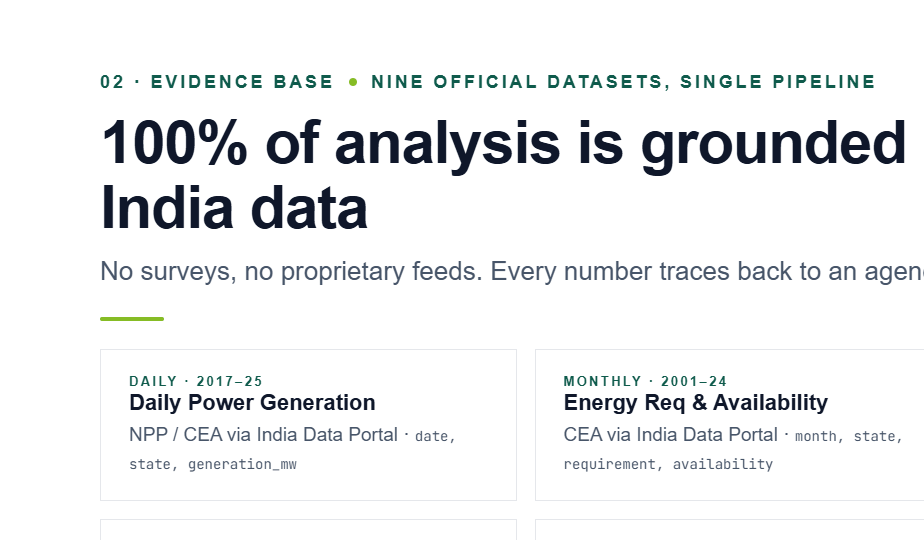 02 · EVIDENCE BASE ● NINE OFFICIAL DATASETS, SINGLE PIPELINE
100% of analysis is grounded
India data
No surveys, no proprietary feeds. Every number traces back to an
DAILY · 2017–25
Daily Power Generation
NPP / CEA via India Data Portal · date,
state, generation_mw
MONTHLY · 2001–24
Energy Req & Availability
CEA via India Data Portal · month, state,
requirement, availability